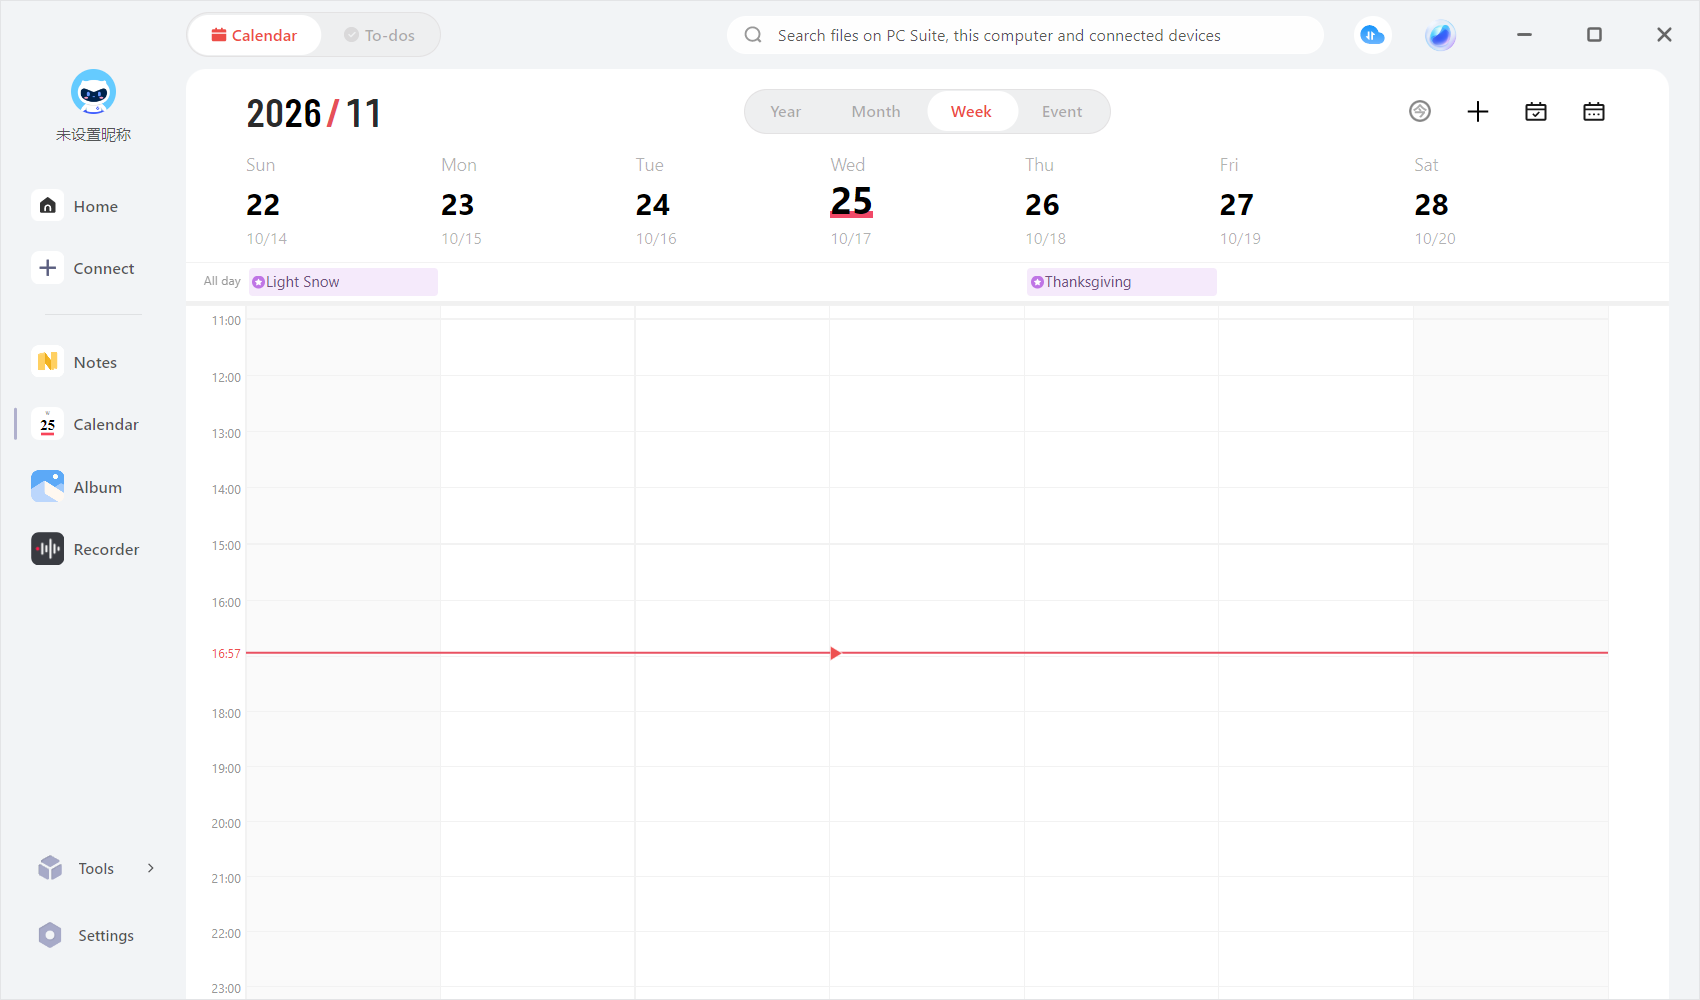 Calendar
To-dos
Search files on PC Suite, this computer and connected devices
未设置昵称
Home
Connect
Notes
25
Calendar
Album
Recorder
Tools
Settings
2026/11
Year
Month
Week
Event
今
Sun
Mon
Tue
Wed
Thu
Fri
Sat
22
23
24
25
26
27
28
10/14
10/15
10/16
10/17
10/18
10/19
10/20
All day
Light Snow
Thanksgiving
11:00
12:00
13:00
14:00
15:00
16:00
16:57
18:00
19:00
20:00
21:00
22:00
23:00